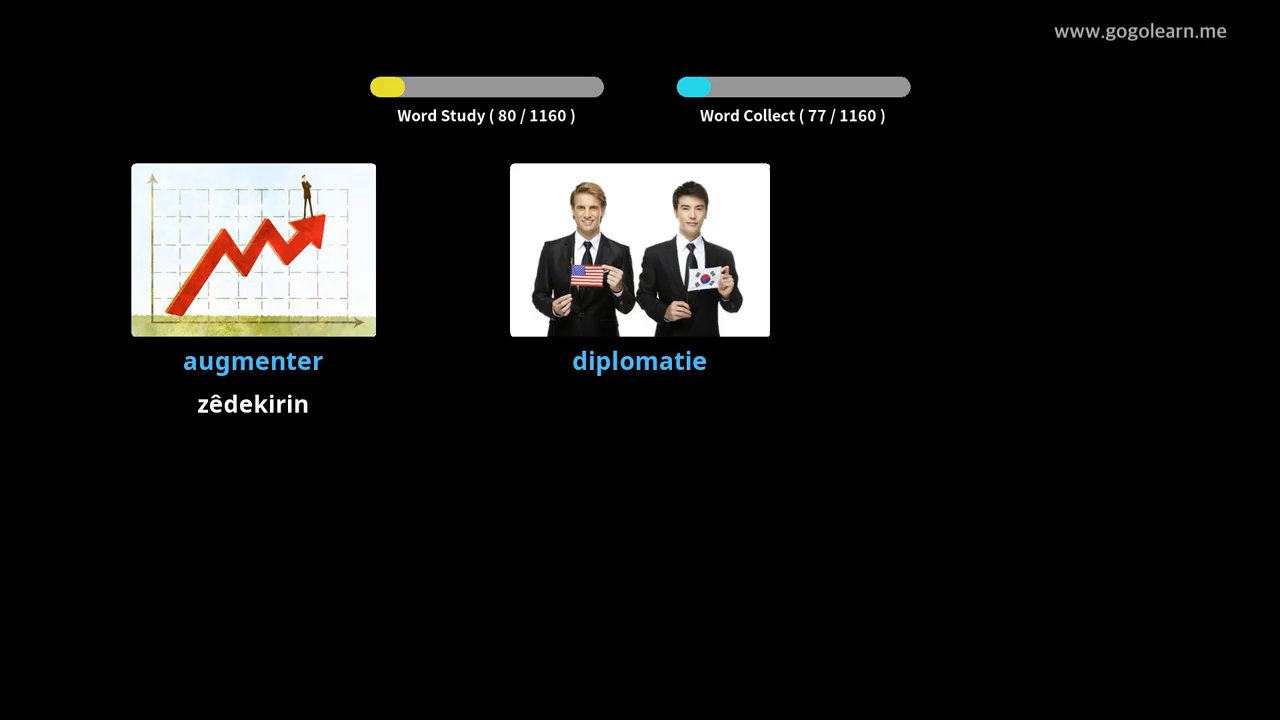 www.gogolearn.me
Word Study ( 80 / 1160 )
Word Collect ( 77 / 1160 )
augmenter
diplomatie
zêdekirin